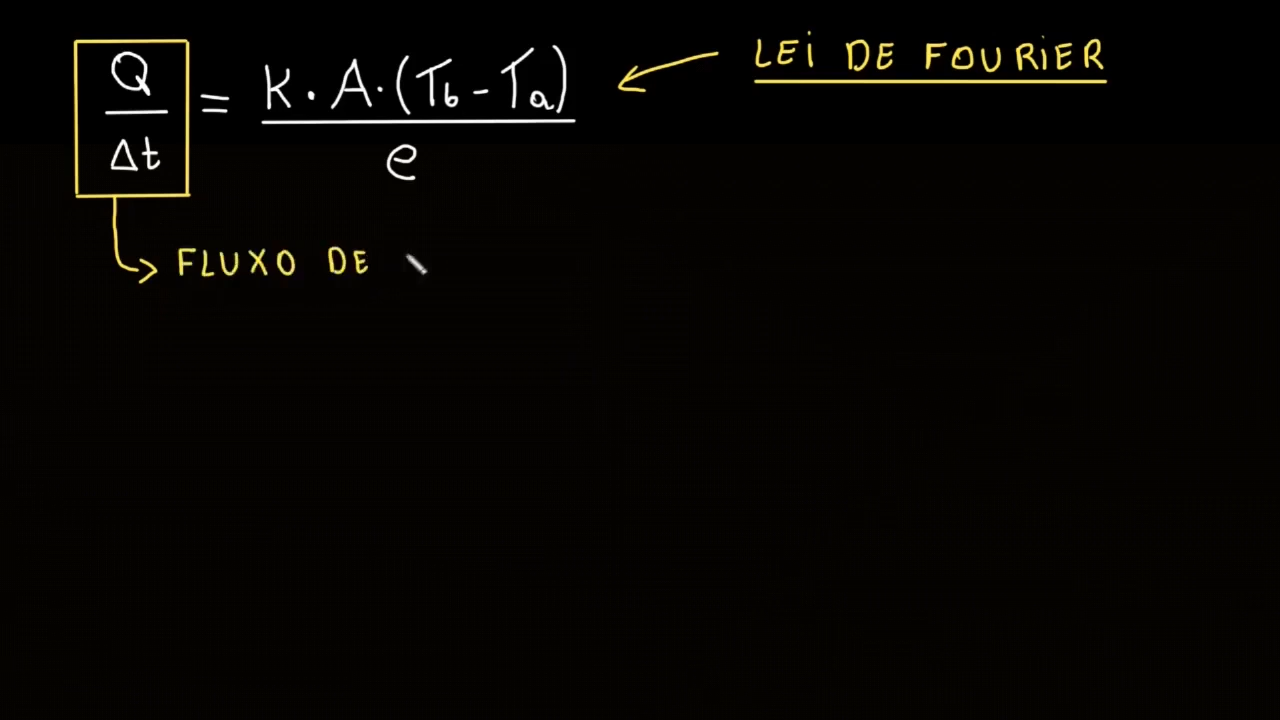 Q/Δt = K·A·(Tb - Ta)/e
LEi DE FOURiER
FLUXO DE